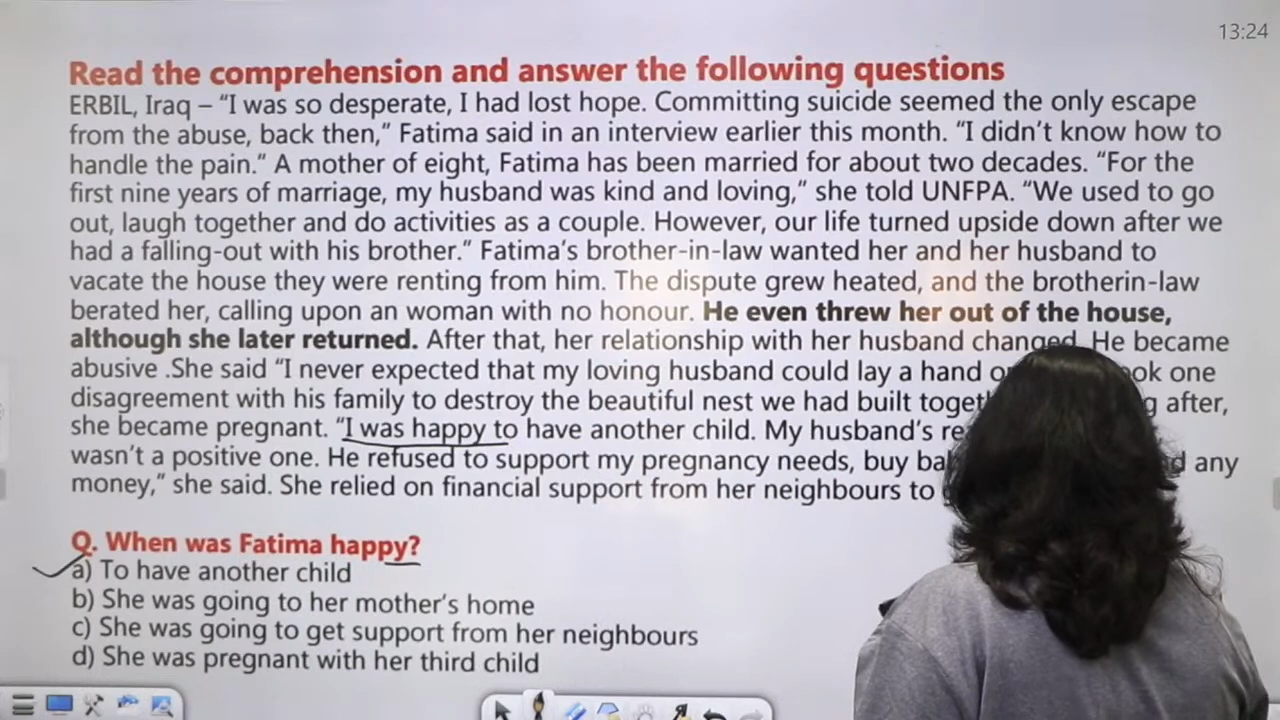 13:24
Read the comprehension and answer the following questions
ERBIL, Iraq – “I was so desperate, I had lost hope. Committing suicide seemed the only escape
from the abuse, back then,” Fatima said in an interview earlier this month. “I didn’t know how to
handle the pain.” A mother of eight, Fatima has been married for about two decades. “For the
first nine years of marriage, my husband was kind and loving,” she told UNFPA. “We used to go
out, laugh together and do activities as a couple. However, our life turned upside down after we
had a falling-out with his brother.” Fatima’s brother-in-law wanted her and her husband to
vacate the house they were renting from him. The dispute grew heated, and the brotherin-law
berated her, calling upon an woman with no honour. He even threw her out of the house,
although she later returned. After that, her relationship with her husband changed. He became
abusive .She said “I never expected that my loving husband could lay a hand one
disagreement with his family to destroy the beautiful nest we had built after,
she became pregnant. “I was happy to have another child. My husband’s
wasn’t a positive one. He refused to support my pregnancy needs, buy any
money,” she said. She relied on financial support from her neighbours to
Q. When was Fatima happy?
a) To have another child
b) She was going to her mother’s home
c) She was going to get support from her neighbours
d) She was pregnant with her third child